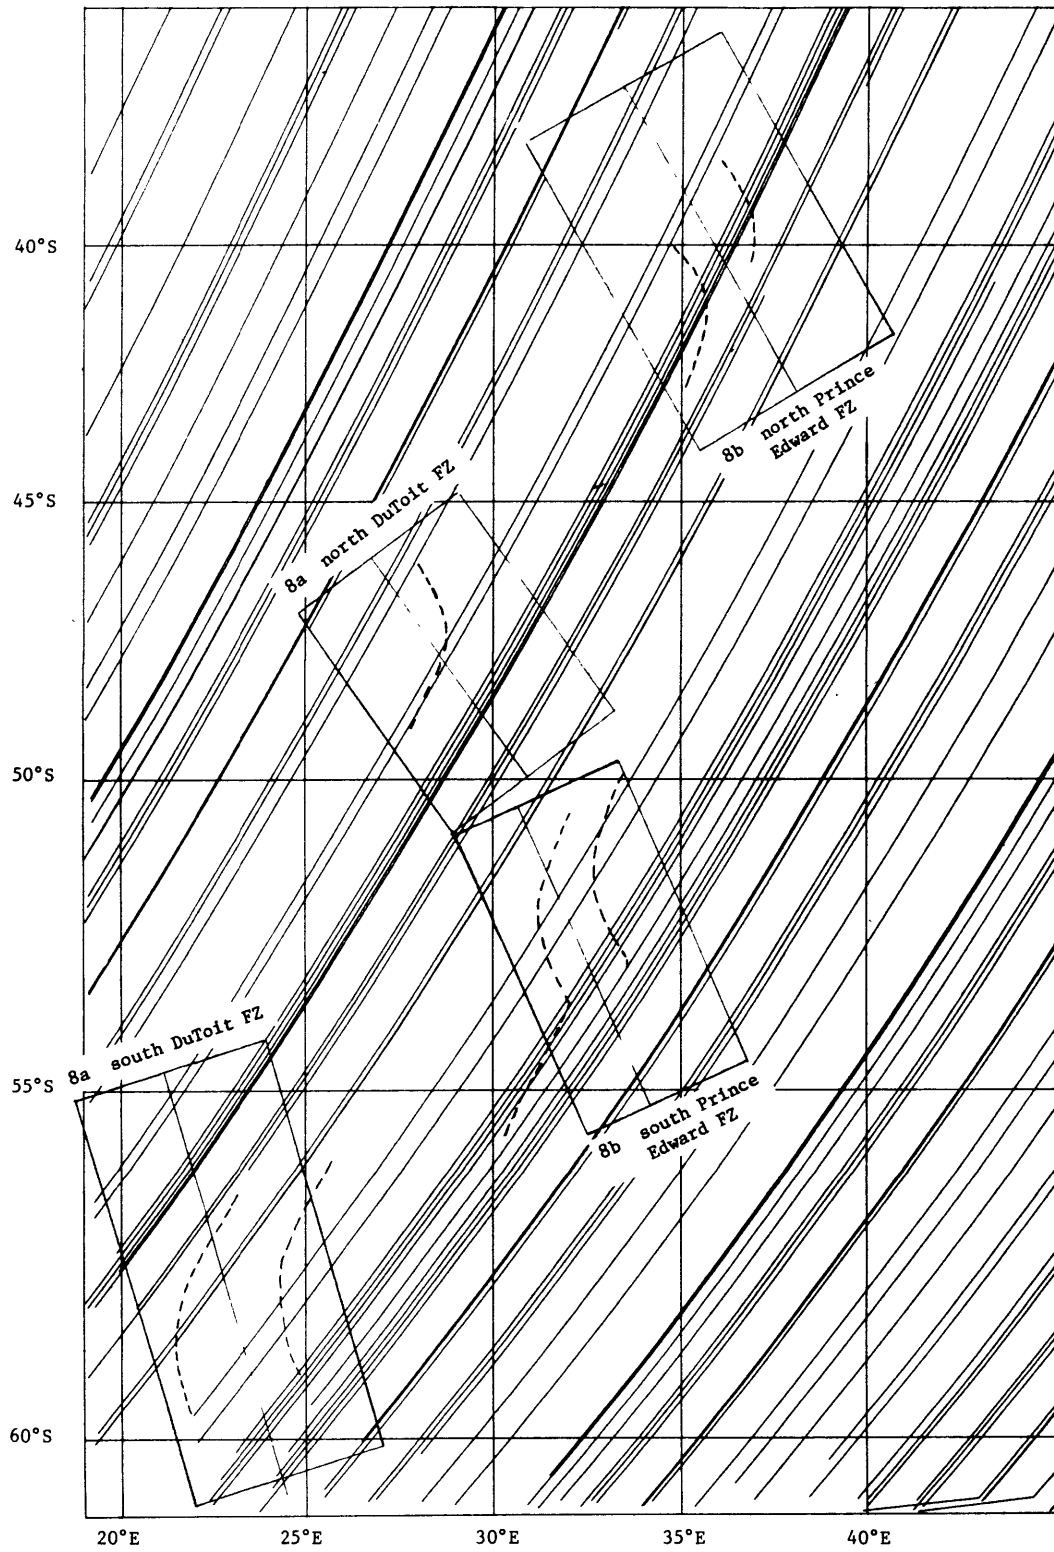 40°S
8b north Prince
Edward FZ
45°S
8a north DuToit FZ
50°S
8a south DuToit FZ
55°S
8b south Prince
Edward FZ
60°S
20°E 25°E 30°E 35°E 40°E